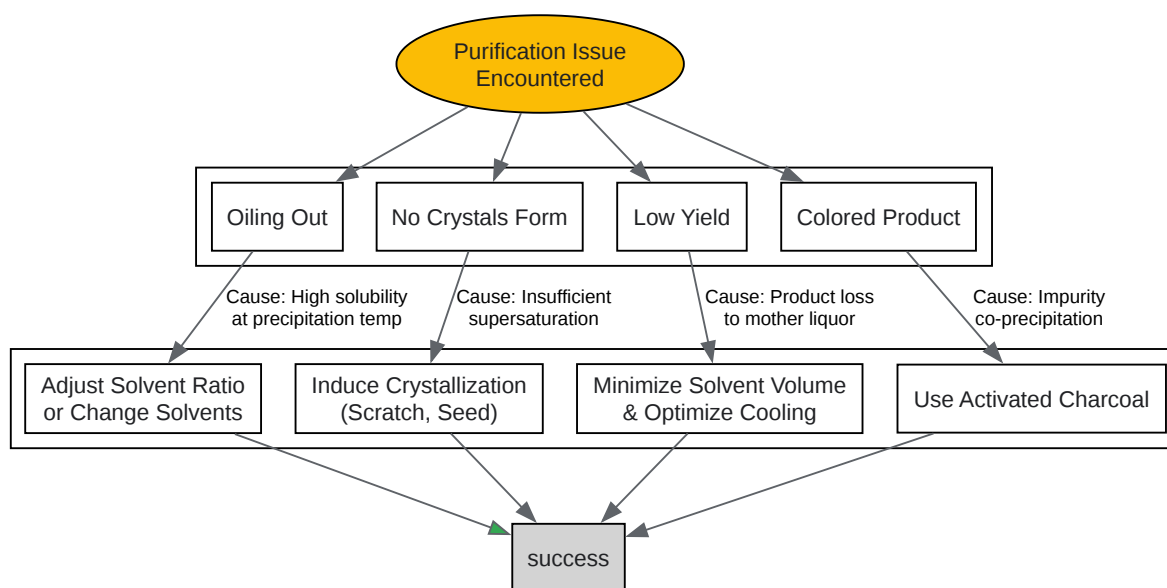 Purification Issue
Encountered
Oiling Out
No Crystals Form
Low Yield
Colored Product
Cause: High solubility
at precipitation temp
Cause: Insufficient
supersaturation
Cause: Product loss
to mother liquor
Cause: Impurity
co-precipitation
Adjust Solvent Ratio
or Change Solvents
Induce Crystallization
(Scratch, Seed)
Minimize Solvent Volume
& Optimize Cooling
Use Activated Charcoal
success